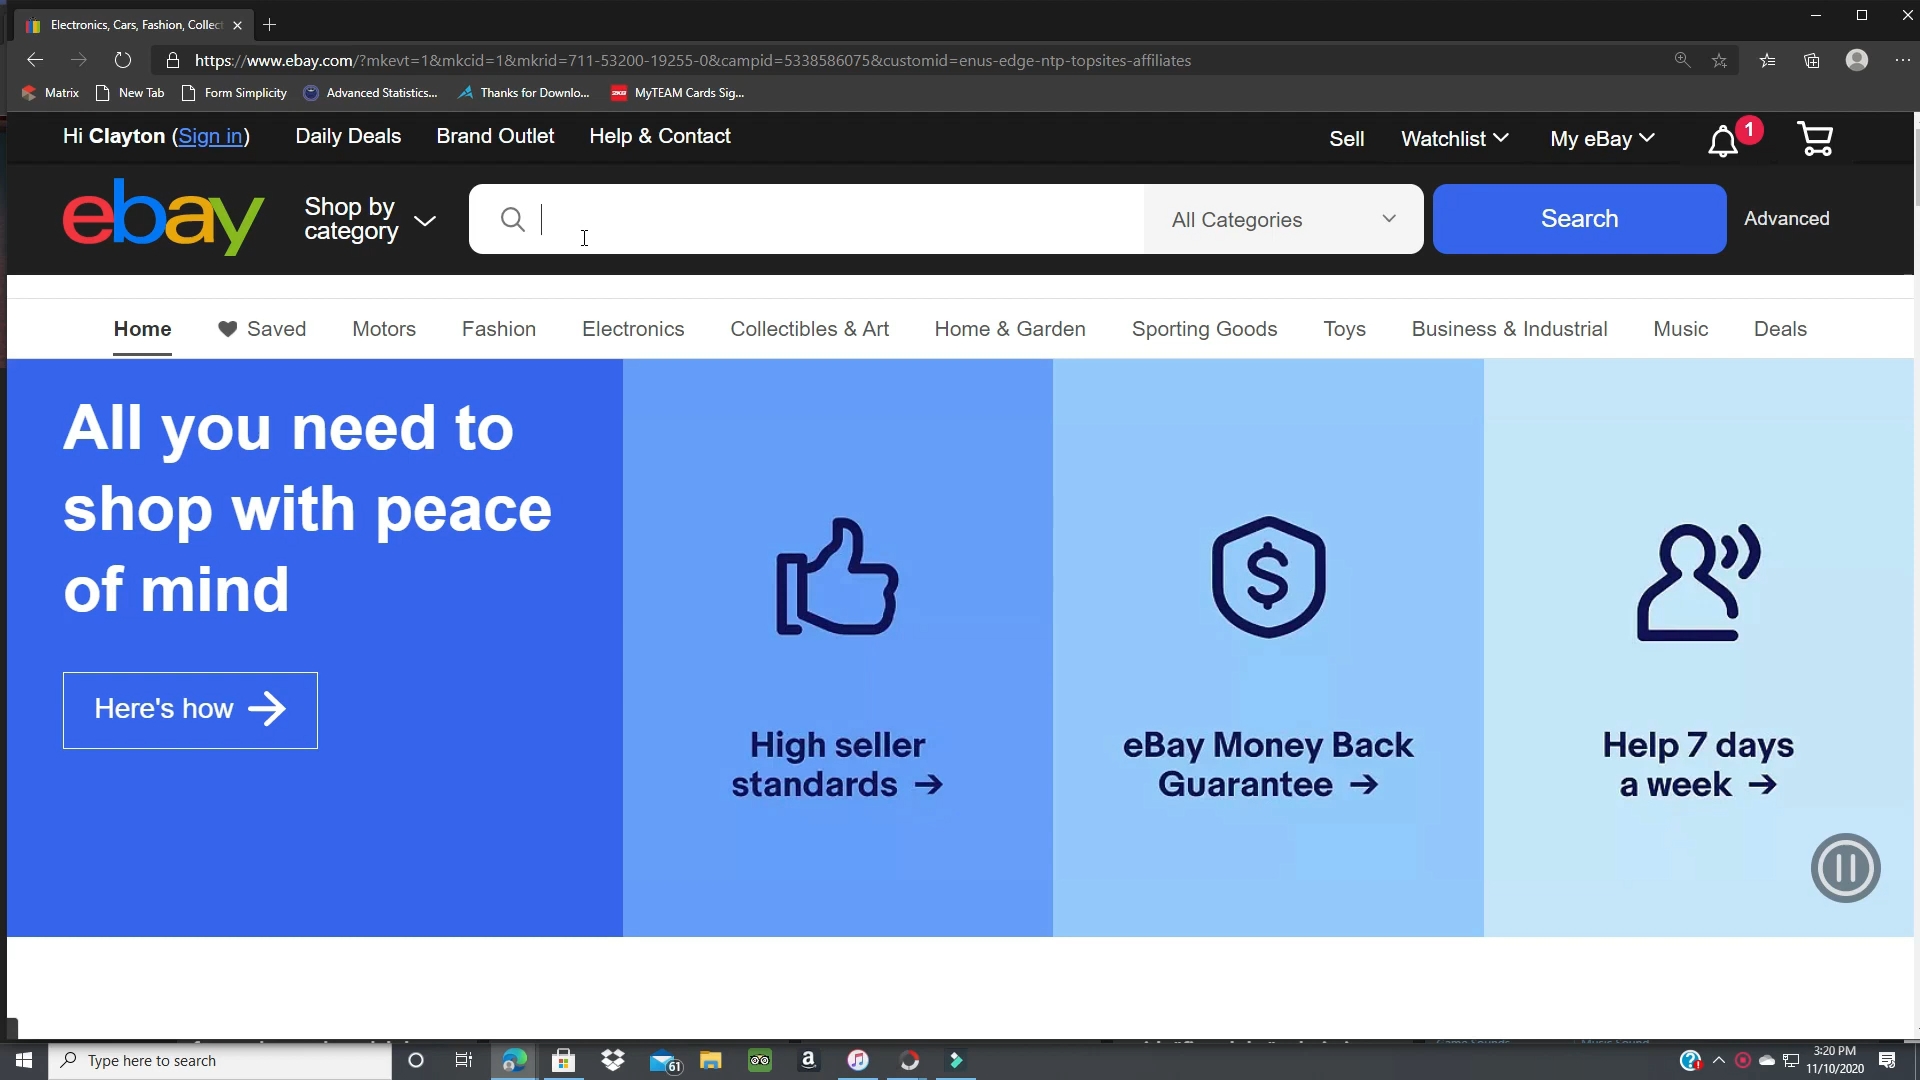 Electronics, Cars, Fashion, Collec
https://www.ebay.com/?mkevt=1&mkcid=1&mkrid=711-53200-19255-0&campid=5338586075&customid=enus-edge-ntp-topsites-affiliates
Matrix New Tab Form Simplicity Advanced Statistics... Thanks for Downlo... MyTEAM Cards Sig...
Hi Clayton (Sign in) Daily Deals Brand Outlet Help & Contact Sell Watchlist My eBay 1
ebay
Shop by
category
All Categories Search Advanced
Home Saved Motors Fashion Electronics Collectibles & Art Home & Garden Sporting Goods Toys Business & Industrial Music Deals
All you need to
shop with peace
of mind
Here's how
High seller
standards →
eBay Money Back
Guarantee →
Help 7 days
a week →
Type here to search
61
3:20 PM
11/10/2020